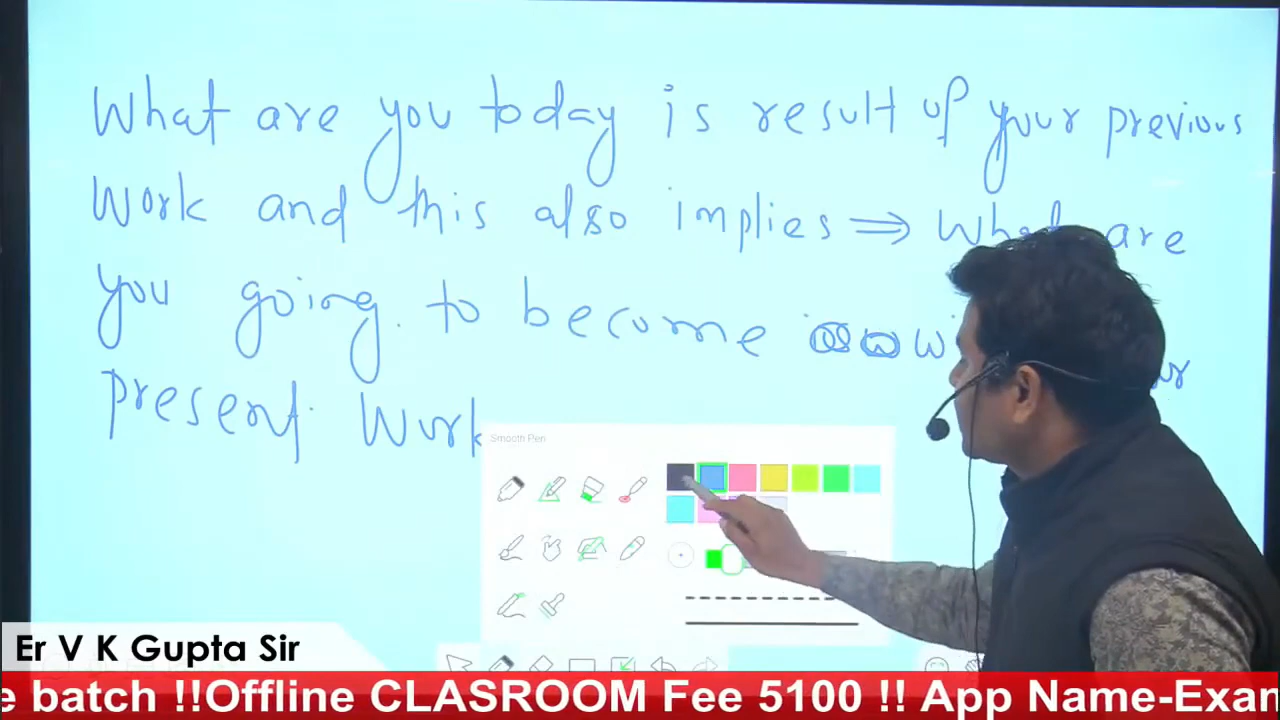 What are you today is result of your previous
Work and this also implies ⇒ What are
you going to become
present Work
Smooth Pen
Er V K Gupta Sir
e batch !!Offline CLASROOM Fee 5100 !! App Name-Exan